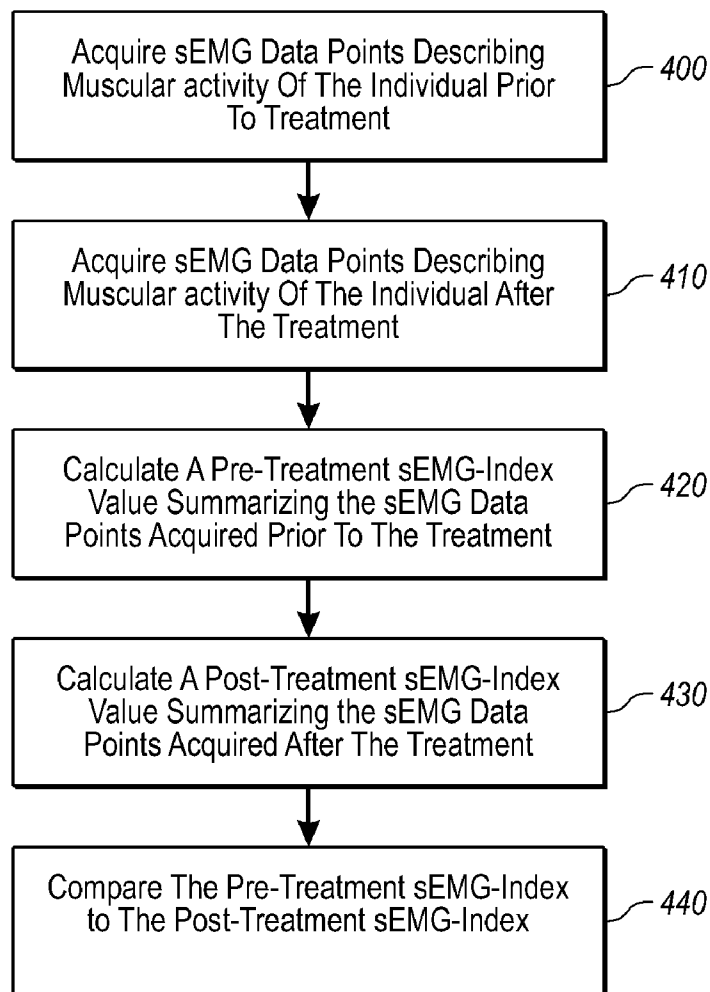 Acquire sEMG Data Points Describing
Muscular activity Of The Individual Prior
To Treatment
400
Acquire sEMG Data Points Describing
Muscular activity Of The Individual After
The Treatment
410
Calculate A Pre-Treatment sEMG-Index
Value Summarizing the sEMG Data
Points Acquired Prior To The Treatment
420
Calculate A Post-Treatment sEMG-Index
Value Summarizing the sEMG Data
Points Acquired After The Treatment
430
Compare The Pre-Treatment sEMG-Index
to The Post-Treatment sEMG-Index
440